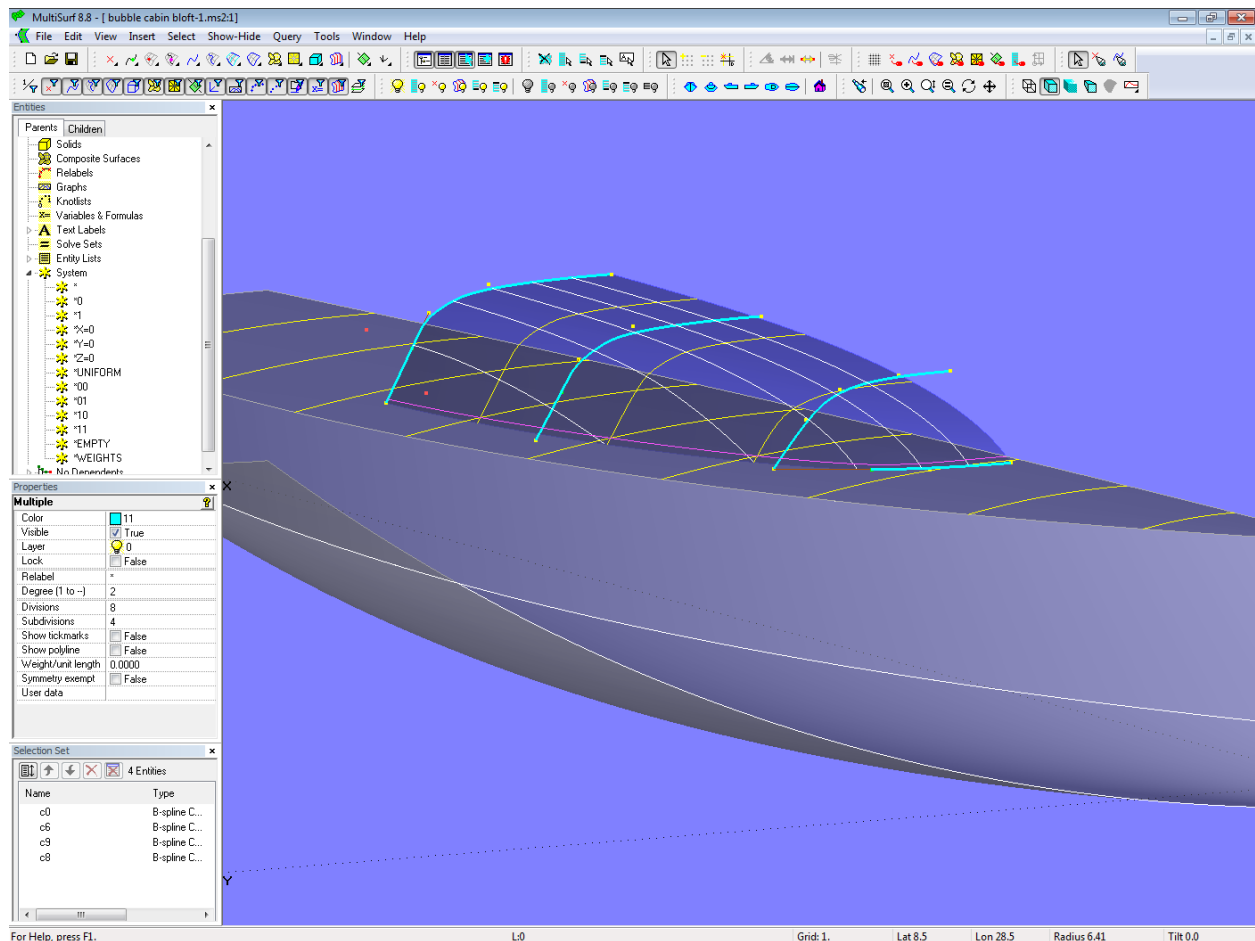 MultiSurf 8.8 - [ bubble cabin bloft-1.ms2:1]
File Edit View Insert Select Show-Hide Query Tools Window Help
Entities
Parents Children
Solids
Composite Surfaces
Relabels
Graphs
Knotlists
Variables & Formulas
Text Labels
Solve Sets
Entity Lists
System
*
*0
*1
*X=0
*Y=0
*Z=0
*UNIFORM
*00
*01
*10
*11
*EMPTY
*WEIGHTS
No Dependents
Properties
Multiple
Color 11
Visible True
Layer 0
Lock False
Relabel *
Degree (1 to --) 2
Divisions 8
Subdivisions 4
Show tickmarks False
Show polyline False
Weight/unit length 0.0000
Symmetry exempt False
User data
Selection Set
4 Entities
Name Type
c0 B-spline C...
c6 B-spline C...
c9 B-spline C...
c8 B-spline C...
X
Y
For Help, press F1. L:0 Grid: 1. Lat 8.5 Lon 28.5 Radius 6.41 Tilt 0.0